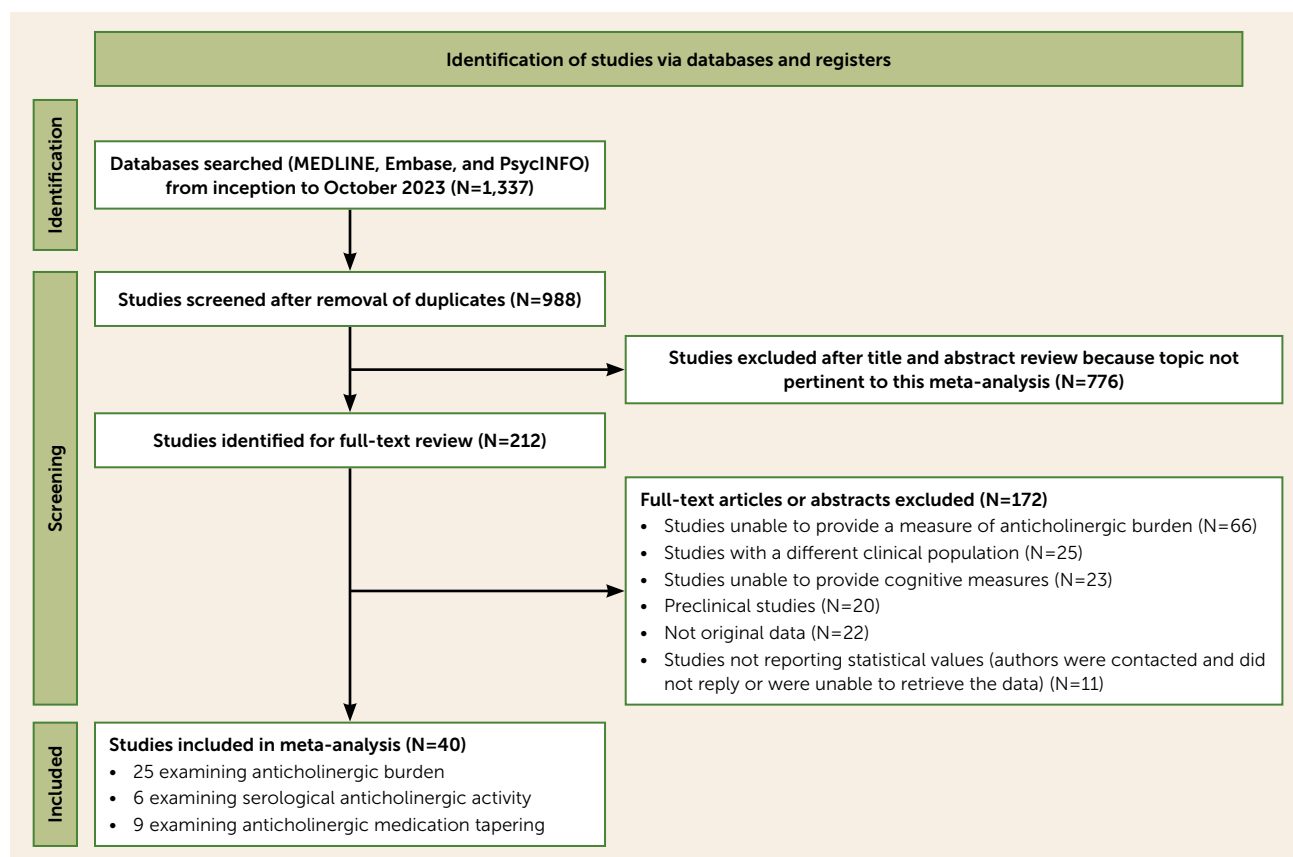 Identification of studies via databases and registers
Identification
Databases searched (MEDLINE, Embase, and PsycINFO)
from inception to October 2023 (N=1,337)
Screening
Studies screened after removal of duplicates (N=988)
Studies excluded after title and abstract review because topic not
pertinent to this meta-analysis (N=776)
Studies identified for full-text review (N=212)
Full-text articles or abstracts excluded (N=172)
• Studies unable to provide a measure of anticholinergic burden (N=66)
• Studies with a different clinical population (N=25)
• Studies unable to provide cognitive measures (N=23)
• Preclinical studies (N=20)
• Not original data (N=22)
• Studies not reporting statistical values (authors were contacted and did
not reply or were unable to retrieve the data) (N=11)
Included
Studies included in meta-analysis (N=40)
• 25 examining anticholinergic burden
• 6 examining serological anticholinergic activity
• 9 examining anticholinergic medication tapering